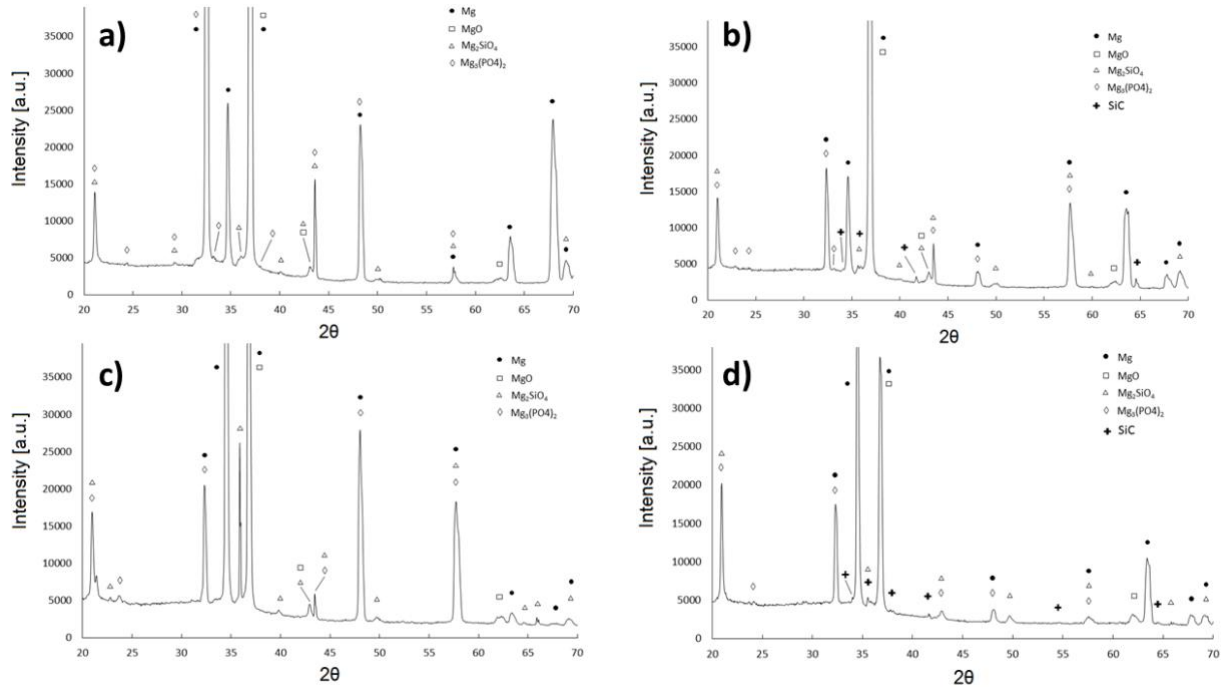 a)
Intensity [a.u.]
35000
30000
25000
20000
15000
10000
5000
0
20 25 30 35 40 45 50 55 60 65 70
2θ
Mg
MgO
Mg₂SiO₄
Mg₃(PO4)₂
b)
Intensity [a.u.]
35000
30000
25000
20000
15000
10000
5000
0
20 25 30 35 40 45 50 55 60 65 70
2θ
Mg
MgO
Mg₂SiO₄
Mg₃(PO4)₂
SiC
c)
Intensity [a.u.]
35000
30000
25000
20000
15000
10000
5000
0
20 25 30 35 40 45 50 55 60 65 70
2θ
Mg
MgO
Mg₂SiO₄
Mg₃(PO4)₂
d)
Intensity [a.u.]
35000
30000
25000
20000
15000
10000
5000
0
20 25 30 35 40 45 50 55 60 65 70
2θ
Mg
MgO
Mg₂SiO₄
Mg₃(PO4)₂
SiC